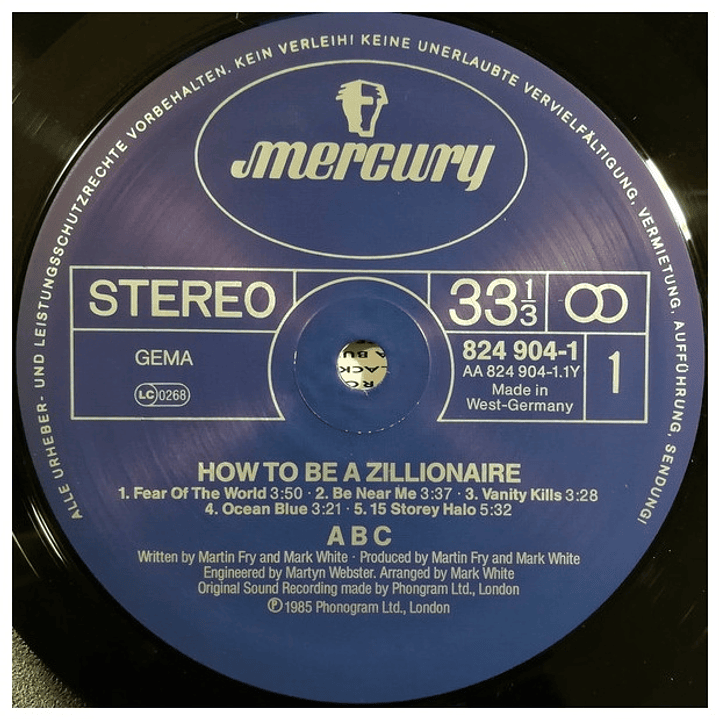 ALLE URHEBER- UND LEISTUNGSSCHUTZRECHTE VORBEHALTEN. KEIN VERLEIH! KEINE UNERLAUBTE VERVIELFÄLTIGUNG, VERMIETUNG, AUFFÜHRUNG, SENDUNG!
mercury
STEREO
33 1/3
GEMA
LC 0268
824 904-1
AA 824 904-1.1Y
Made in
West-Germany
1
HOW TO BE A ZILLIONAIRE
1. Fear Of The World 3:50 · 2. Be Near Me 3:37 · 3. Vanity Kills 3:28
4. Ocean Blue 3:21 · 5. 15 Storey Halo 5:32
ABC
Written by Martin Fry and Mark White · Produced by Martin Fry and Mark White
Engineered by Martyn Webster. Arranged by Mark White
Original Sound Recording made by Phongram Ltd., London
℗ 1985 Phonogram Ltd., London